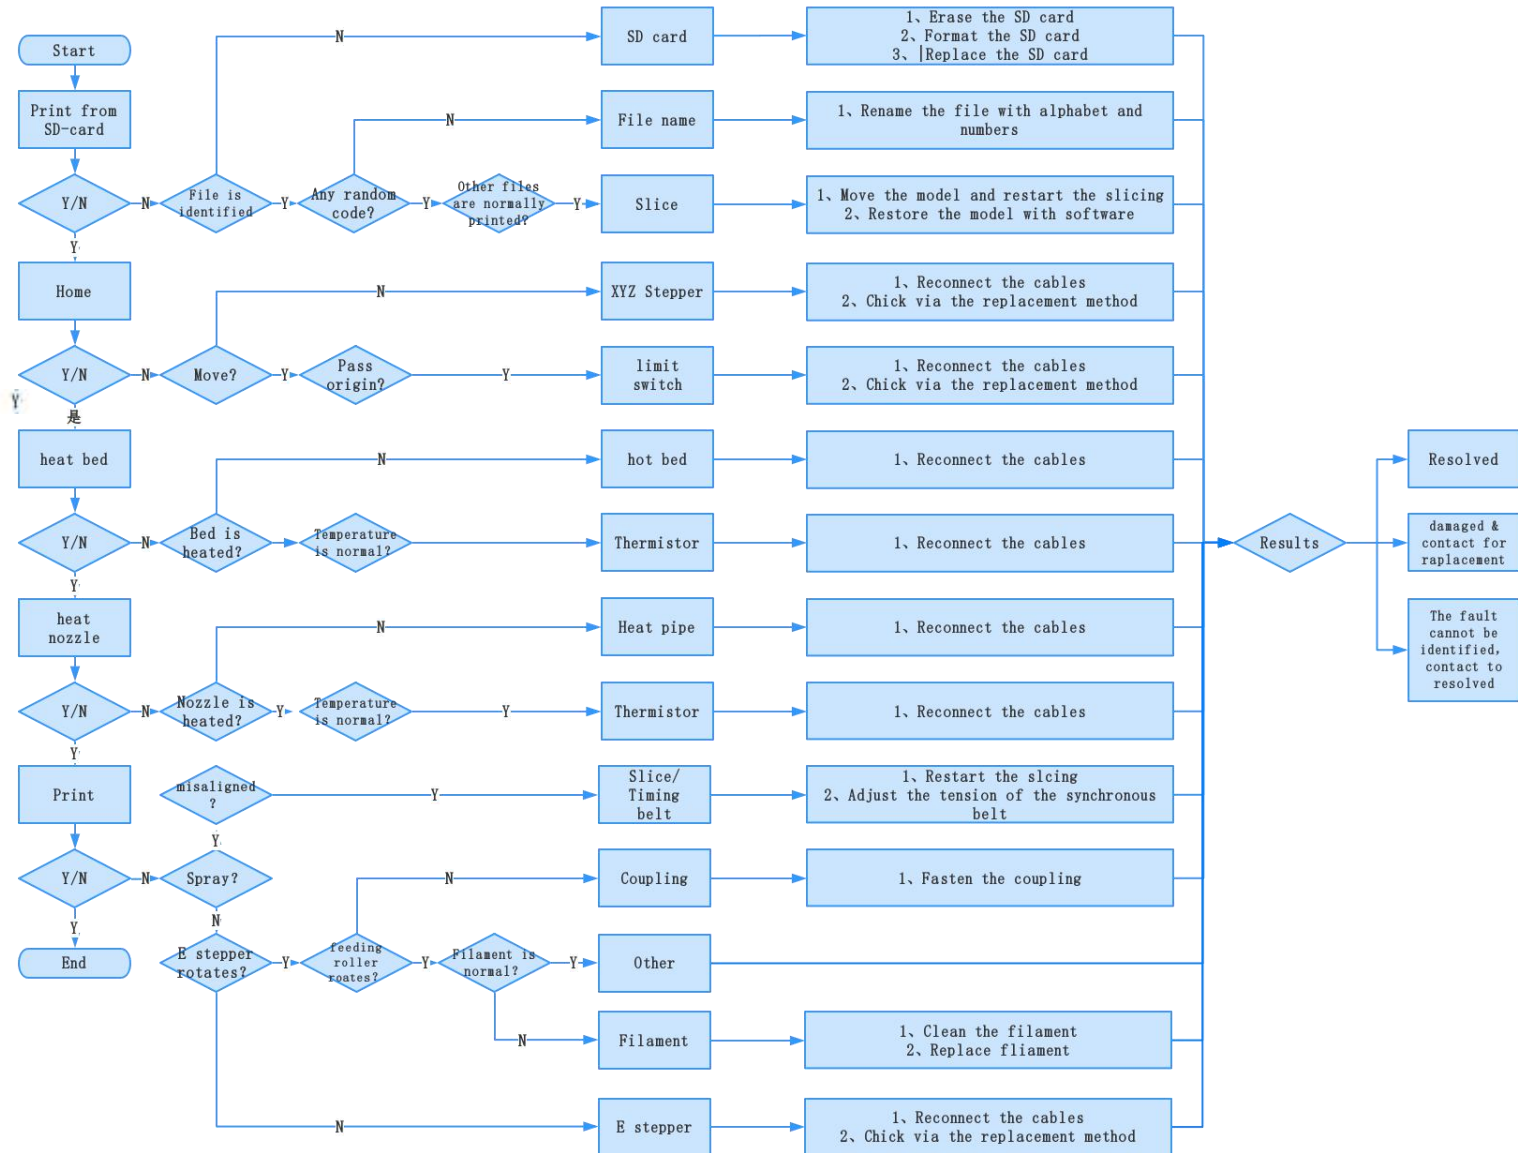 Start
Print from
SD-card
Y/N
N
File is
identified
N
SD card
1、Erase the SD card
2、Format the SD card
3、|Replace the SD card
Y
Any random
code?
N
File name
1、Rename the file with alphabet and
numbers
Y
Other files
are normally
printed?
Y
Slice
1、Move the model and restart the slicing
2、Restore the model with software
Y
Home
Y/N
N
Move?
N
XYZ Stepper
1、Reconnect the cables
2、Chick via the replacement method
Y
Pass
origin?
Y
limit
switch
1、Reconnect the cables
2、Chick via the replacement method
Y
是
heat bed
Y/N
N
Bed is
heated?
N
hot bed
1、Reconnect the cables
Temperature
is normal?
Thermistor
1、Reconnect the cables
Y
heat
nozzle
Y/N
N
Nozzle is
heated?
N
Heat pipe
1、Reconnect the cables
Y
Temperature
is normal?
Y
Thermistor
1、Reconnect the cables
Y
Print
Y/N
N
Spray?
Y
misaligned
?
Y
Slice/
Timing
belt
1、Restart the slcing
2、Adjust the tension of the synchronous
belt
Y
End
N
E stepper
rotates?
Y
feeding
roller
roates?
N
Coupling
1、Fasten the coupling
Y
Filament is
normal?
Y
Other
N
Filament
1、Clean the filament
2、Replace fliament
N
E stepper
1、Reconnect the cables
2、Chick via the replacement method
Results
Resolved
damaged &
contact for
raplacement
The fault
cannot be
identified,
contact to
resolved